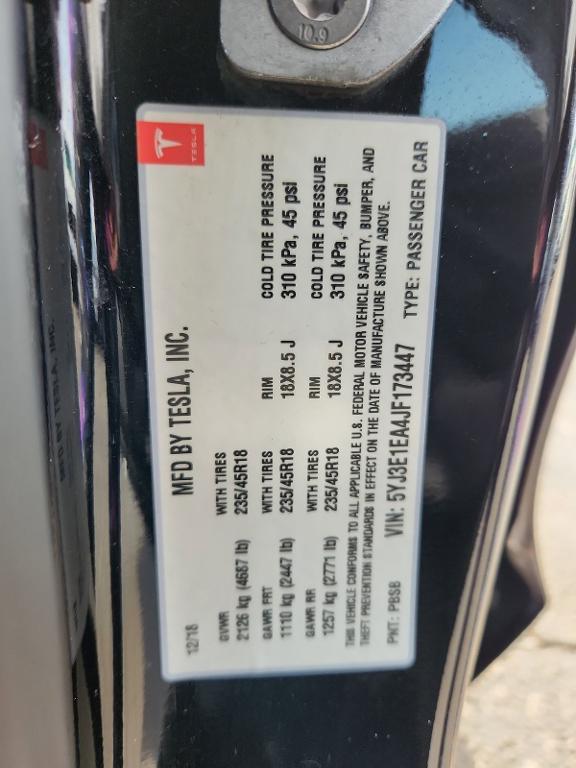 10.9
TESLA
MFD BY TESLA, INC.
12/18
GVWR WITH TIRES
2126 kg (4687 lb) 235/45R18
GAWR FRT WITH TIRES RIM COLD TIRE PRESSURE
1110 kg (2447 lb) 235/45R18 18X8.5 J 310 kPa, 45 psi
GAWR RR WITH TIRES RIM COLD TIRE PRESSURE
1257 kg (2771 lb) 235/45R18 18X8.5 J 310 kPa, 45 psi
THIS VEHICLE CONFORMS TO ALL APPLICABLE U.S. FEDERAL MOTOR VEHICLE SAFETY, BUMPER, AND
THEFT PREVENTION STANDARDS IN EFFECT ON THE DATE OF MANUFACTURE SHOWN ABOVE.
PNT: PBSB VIN: 5YJ3E1EA4JF173447 TYPE: PASSENGER CAR